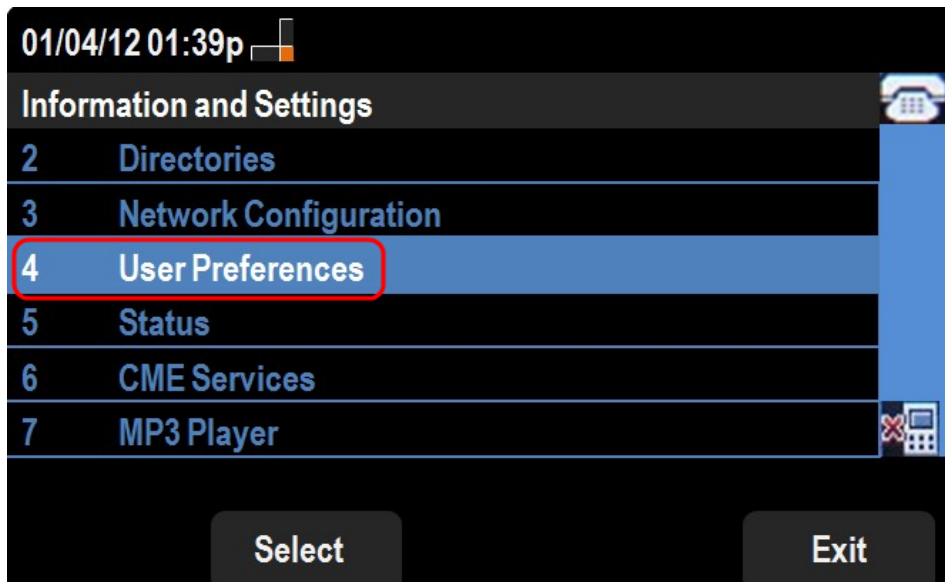 01/04/12 01:39p
Information and Settings
2 Directories
3 Network Configuration
4 User Preferences
5 Status
6 CME Services
7 MP3 Player
Select Exit